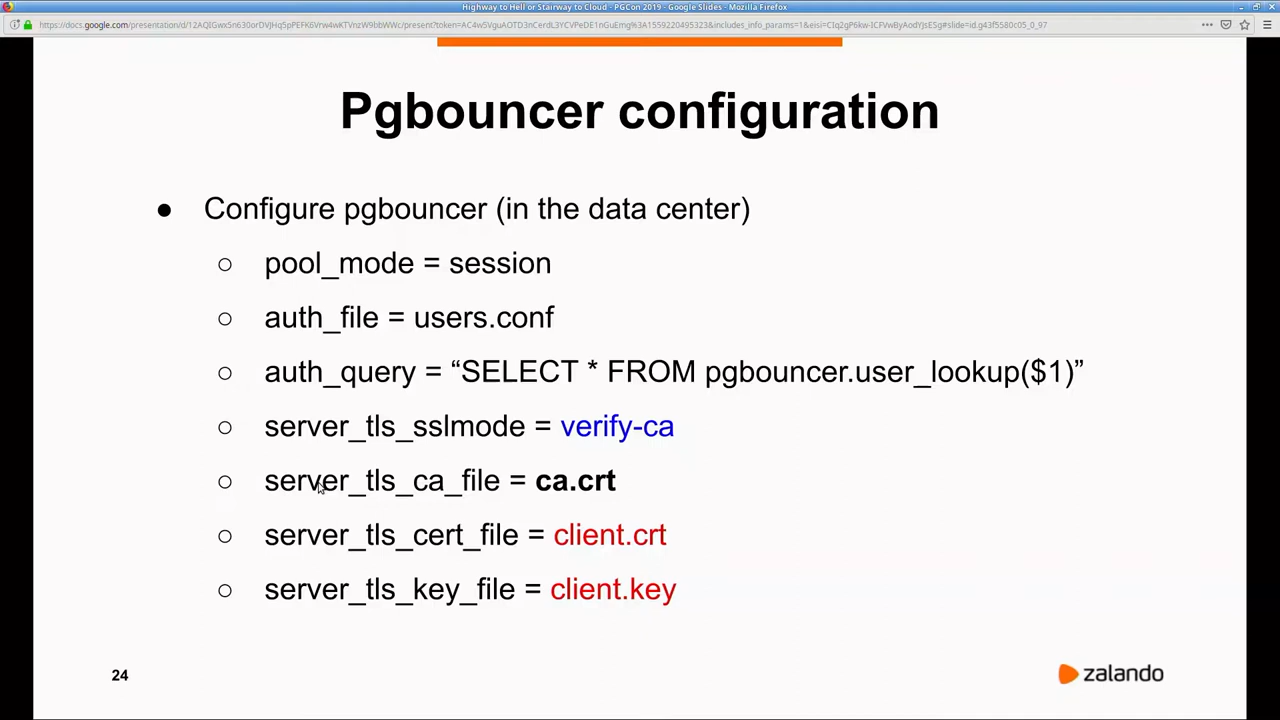 Highway to Hell or Stairway to Cloud - PGCon 2019 - Google Slides - Mozilla Firefox
Pgbouncer configuration
● Configure pgbouncer (in the data center)
○ pool_mode = session
○ auth_file = users.conf
○ auth_query = “SELECT * FROM pgbouncer.user_lookup($1)”
○ server_tls_sslmode = verify-ca
○ server_tls_ca_file = ca.crt
○ server_tls_cert_file = client.crt
○ server_tls_key_file = client.key
24
zalando